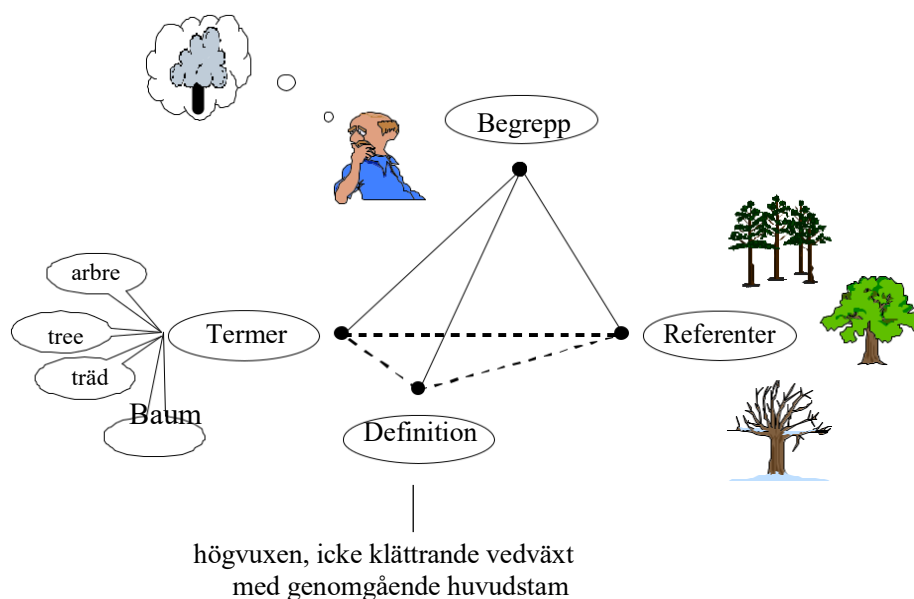 Begrepp
arbre
tree
träd
Baum
Termer
Referenter
Definition
högvuxen, icke klättrande vedväxt
med genomgående huvudstam